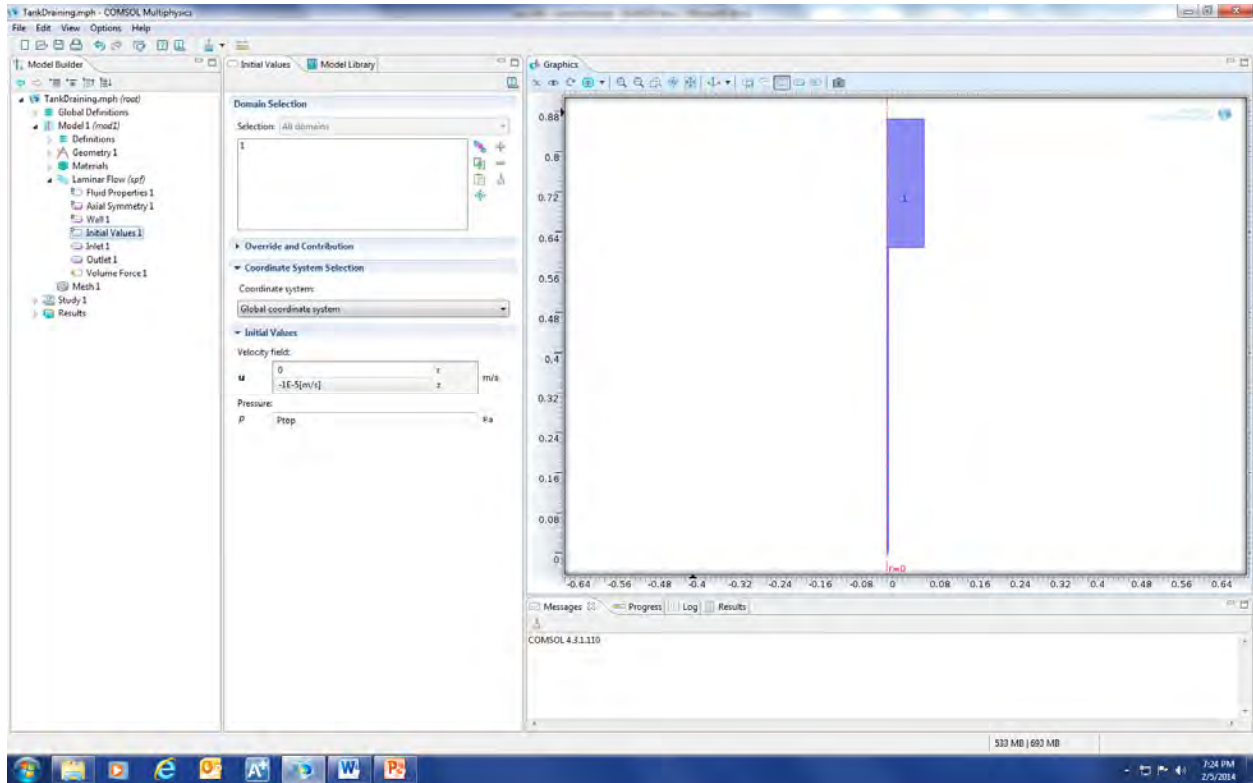 TankDraining.mph - COMSOL Multiphysics
File Edit View Options Help
Model Builder
TankDraining.mph (root)
Global Definitions
Model 1 (mod1)
Definitions
Geometry 1
Materials
Laminar Flow (spf)
Fluid Properties 1
Axial Symmetry 1
Wall 1
Initial Values 1
Inlet 1
Outlet 1
Volume Force 1
Mesh 1
Study 1
Results
Initial Values Model Library
Domain Selection
Selection: All domains
1
Override and Contribution
Coordinate System Selection
Coordinate system:
Global coordinate system
Initial Values
Velocity field:
u
0 r
-1E-5[m/s] z
m/s
Pressure:
p Ptop Pa
Graphics
0.88
0.8
0.72
0.64
0.56
0.48
0.4
0.32
0.24
0.16
0.08
0
1
r=0
-0.64 -0.56 -0.48 -0.4 -0.32 -0.24 -0.16 -0.08 0 0.08 0.16 0.24 0.32 0.4 0.48 0.56 0.64
Messages Progress Log Results
COMSOL 4.3.1.110
533 MB | 693 MB
7:24 PM
2/5/2014